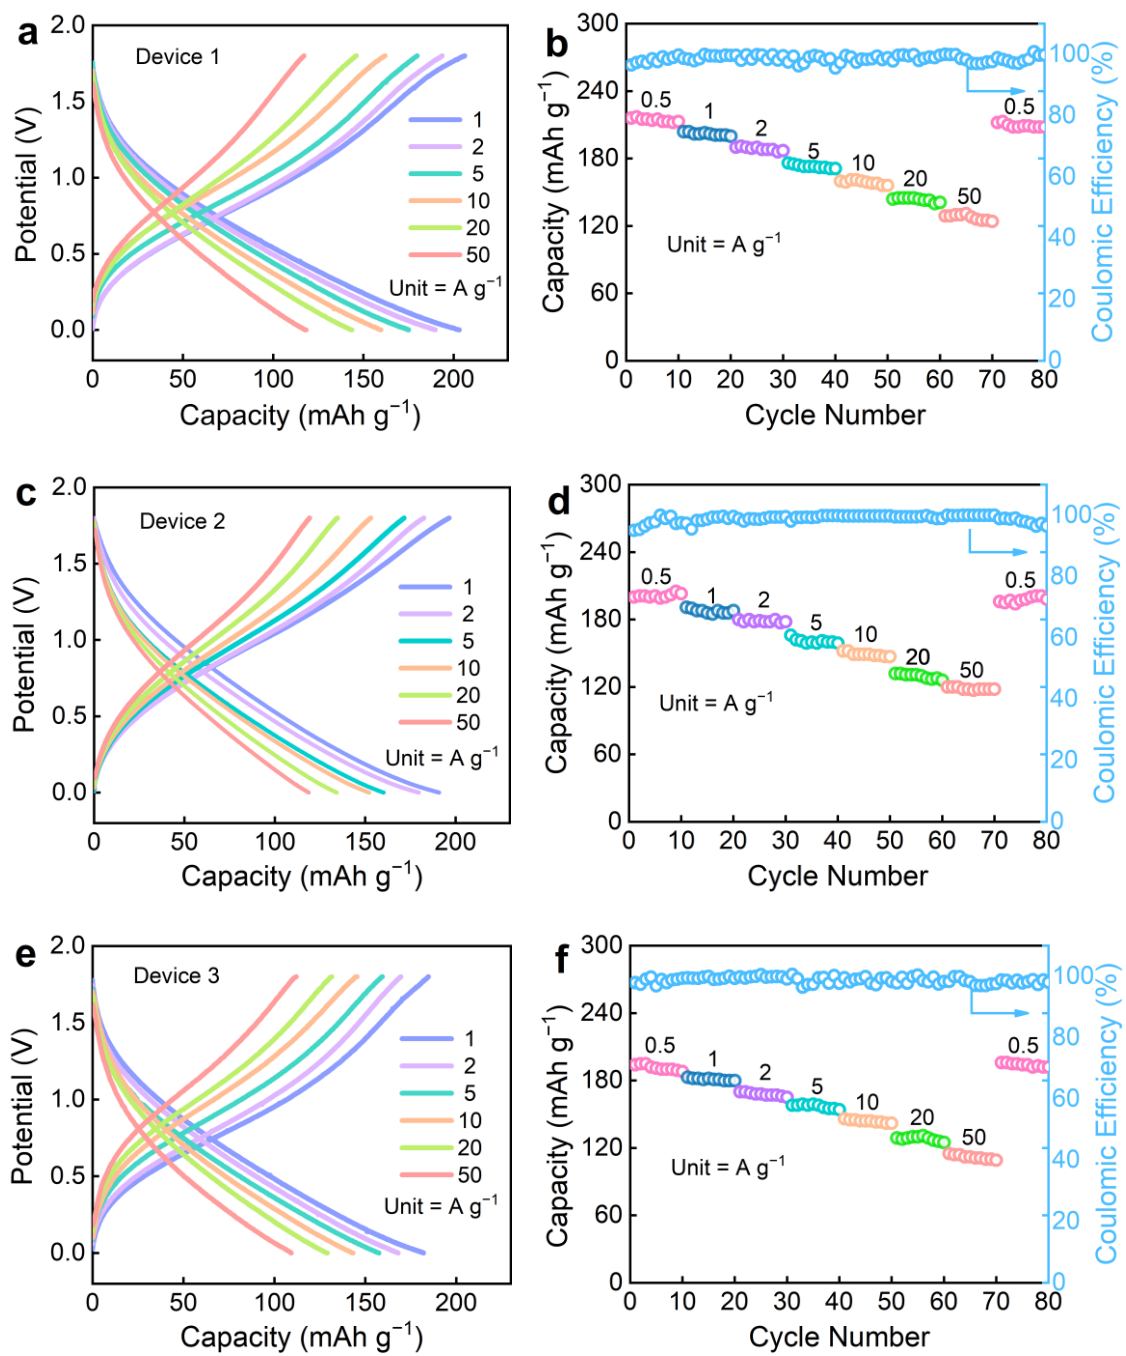 a
Device 1
2.0
1.5
1.0
0.5
0.0
Potential (V)
1
2
5
10
20
50
Unit = A g⁻¹
0 50 100 150 200
Capacity (mAh g⁻¹)
b
300
240
180
120
60
0
Capacity (mAh g⁻¹)
0.5 1 2 5 10 20 50 0.5
Unit = A g⁻¹
100
80
60
40
20
0
Coulomic Efficiency (%)
0 10 20 30 40 50 60 70 80
Cycle Number
c
Device 2
2.0
1.5
1.0
0.5
0.0
Potential (V)
1
2
5
10
20
50
Unit = A g⁻¹
0 50 100 150 200
Capacity (mAh g⁻¹)
d
300
240
180
120
60
0
Capacity (mAh g⁻¹)
0.5 1 2 5 10 20 50 0.5
Unit = A g⁻¹
100
80
60
40
20
0
Coulomic Efficiency (%)
0 10 20 30 40 50 60 70 80
Cycle Number
e
Device 3
2.0
1.5
1.0
0.5
0.0
Potential (V)
1
2
5
10
20
50
Unit = A g⁻¹
0 50 100 150 200
Capacity (mAh g⁻¹)
f
300
240
180
120
60
0
Capacity (mAh g⁻¹)
0.5 1 2 5 10 20 50 0.5
Unit = A g⁻¹
100
80
60
40
20
0
Coulomic Efficiency (%)
0 10 20 30 40 50 60 70 80
Cycle Number